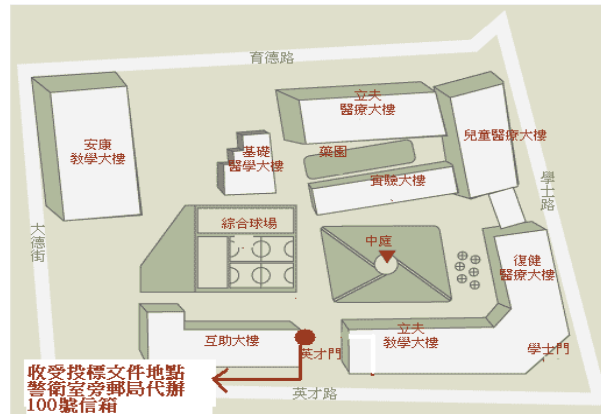 育德路
立夫
醫療大樓
兒童醫療大樓
安康
教學大樓
基礎
醫學大樓
藥園
實驗大樓
學士路
大德街
綜合球場
中庭
復健
醫療大樓
互助大樓
英才門
立夫
教學大樓
學士門
收受投標文件地點
警衛室旁郵局代辦
100號信箱
英才路